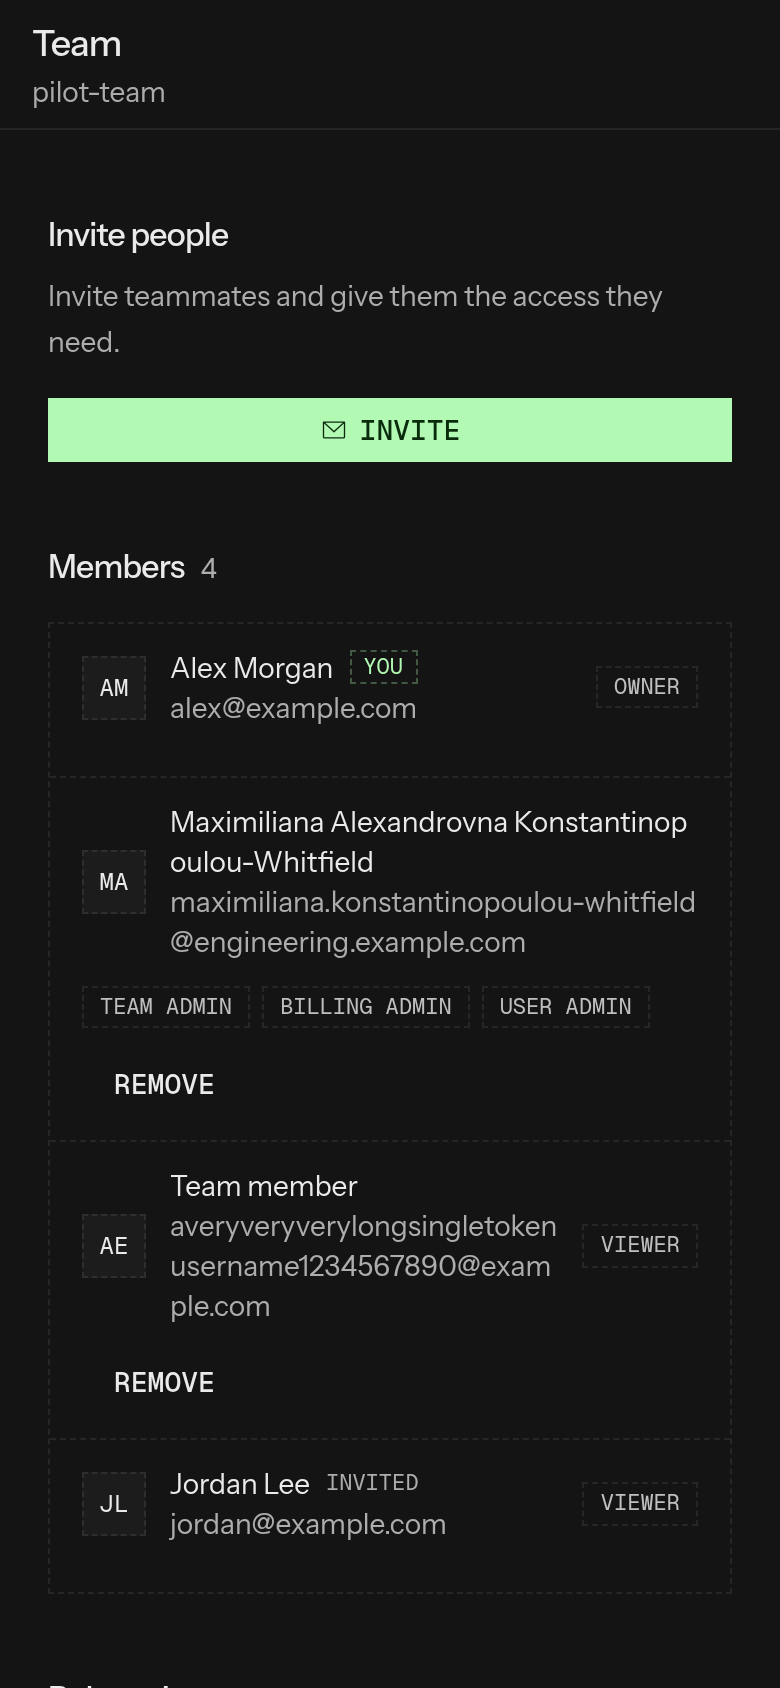 Team
pilot-team
Invite people
Invite teammates and give them the access they
need.
INVITE
Members 4
AM
Alex Morgan YOU
alex@example.com
OWNER
MA
Maximiliana Alexandrovna Konstantinop
oulou-Whitfield
maximiliana.konstantinopoulou-whitfield
@engineering.example.com
TEAM ADMIN BILLING ADMIN USER ADMIN
REMOVE
AE
Team member
averyveryverylongsingletoken
username1234567890@exam
ple.com
VIEWER
REMOVE
JL
Jordan Lee INVITED
jordan@example.com
VIEWER